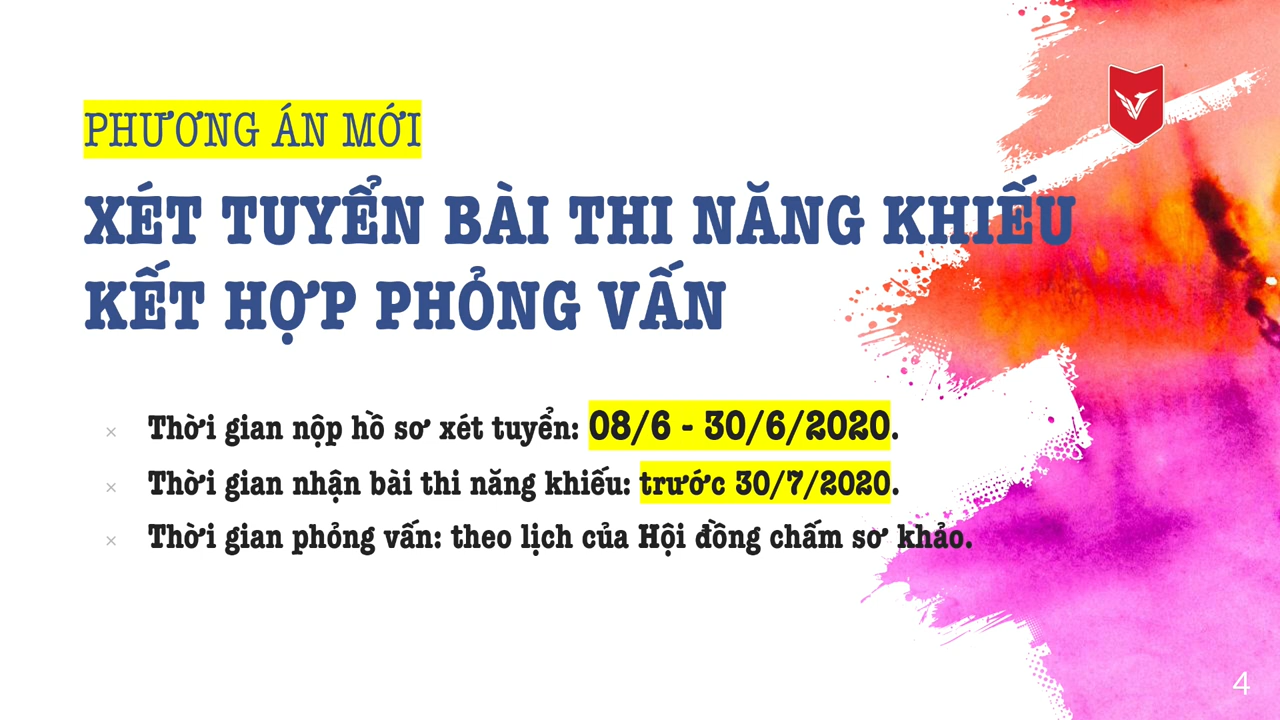 PHƯƠNG ÁN MỚI
XÉT TUYỂN BÀI THI NĂNG KHIẾU
KẾT HỢP PHỎNG VẤN
× Thời gian nộp hồ sơ xét tuyển: 08/6 - 30/6/2020.
× Thời gian nhận bài thi năng khiếu: trước 30/7/2020.
× Thời gian phỏng vấn: theo lịch của Hội đồng chấm sơ khảo.
4